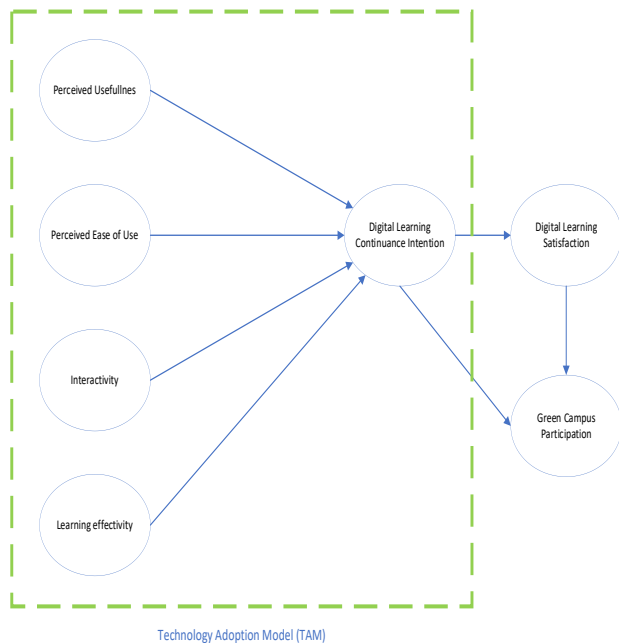 Perceived Usefullnes
Perceived Ease of Use
Digital Learning
Continuance Intention
Digital Learning
Satisfaction
Interactivity
Green Campus
Participation
Learning effectivity
Technology Adoption Model (TAM)